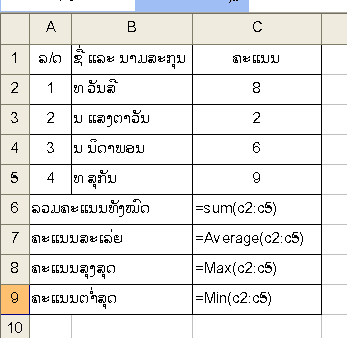 A B C
1 ລ/ດ ຊື່ ແລະ ນາມສະກຸນ ຄະແນນ
2 1 ທ ວັນສີ 8
3 2 ນ ແສງຕາວັນ 2
4 3 ນ ນິດາພອນ 6
5 4 ທ ສຸກັນ 9
6 ລວມຄະແນນທັງໝົດ =sum(c2:c5)
7 ຄະແນນສະເລ່ຍ =Average(c2:c5)
8 ຄະແນນສູງສຸດ =Max(c2:c5)
9 ຄະແນນຕ່ຳສຸດ =Min(c2:c5)
10